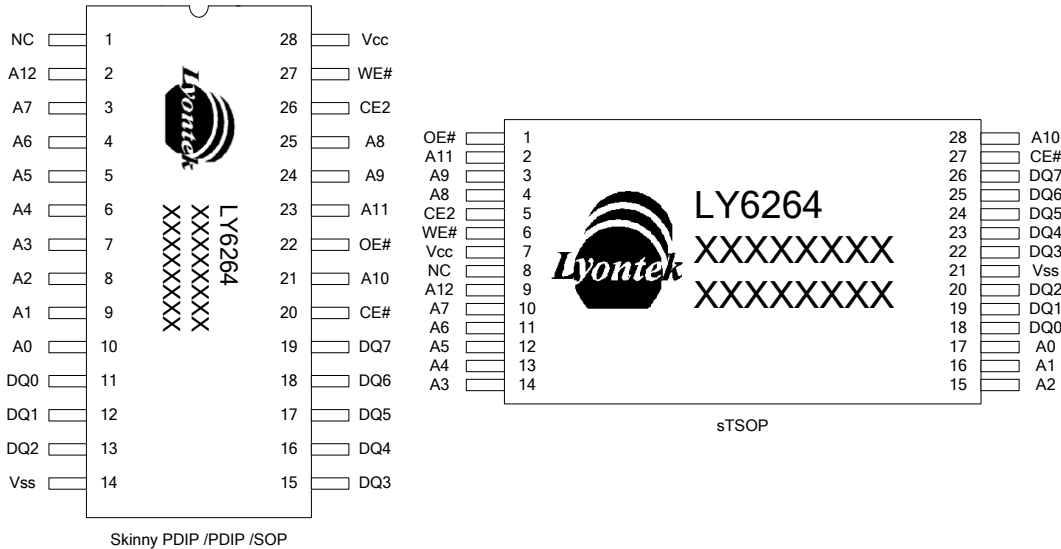 NC 1 28 Vcc
A12 2 27 WE#
A7 3 26 CE2
A6 4 25 A8
A5 5 24 A9
A4 6 23 A11
A3 7 22 OE#
A2 8 21 A10
A1 9 20 CE#
A0 10 19 DQ7
DQ0 11 18 DQ6
DQ1 12 17 DQ5
DQ2 13 16 DQ4
Vss 14 15 DQ3
Lyontek
LY6264
XXXXXXXX
XXXXXXXX
Skinny PDIP /PDIP /SOP
OE# 1 28 A10
A11 2 27 CE#
A9 3 26 DQ7
A8 4 25 DQ6
CE2 5 24 DQ5
WE# 6 23 DQ4
Vcc 7 22 DQ3
NC 8 21 Vss
A12 9 20 DQ2
A7 10 19 DQ1
A6 11 18 DQ0
A5 12 17 A0
A4 13 16 A1
A3 14 15 A2
Lyontek
LY6264
XXXXXXXX
XXXXXXXX
sTSOP